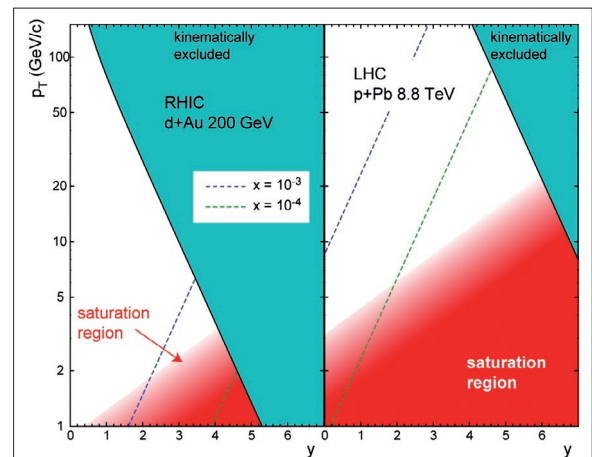 p_T (GeV/c)
100
50
20
10
5
2
1
kinematically
excluded
RHIC
d+Au 200 GeV
x = 10⁻³
x = 10⁻⁴
saturation
region
0 1 2 3 4 5 6 y
kinematically
excluded
LHC
p+Pb 8.8 TeV
saturation
region
0 1 2 3 4 5 6 y